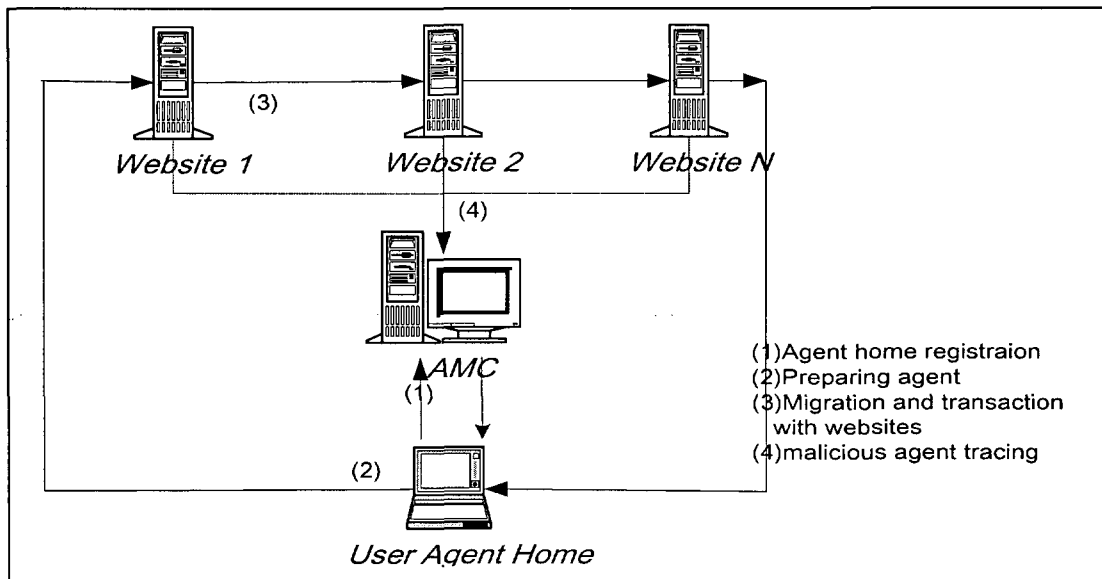 (3)
Website 1
Website 2
Website N
(4)
AMC
(1)
(2)
User Agent Home
(1)Agent home registraion
(2)Preparing agent
(3)Migration and transaction
with websites
(4)malicious agent tracing